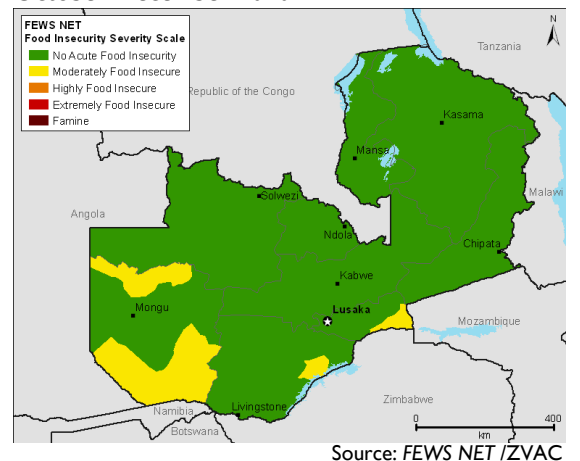 FEWS NET
Food Insecurity Severity Scale
No Acute Food Insecurity
Moderately Food Insecure
Highly Food Insecure
Extremely Food Insecure
Famine
N
Tanzania
Republic of the Congo
Kasama
Mansa
Malawi
Solwezi
Angola
Ndola
Chipata
Kabwe
Mongu
Lusaka
Mozambique
Zimbabwe
Namibia
Livingstone
Botswana
0 400
km
Source: FEWS NET /ZVAC